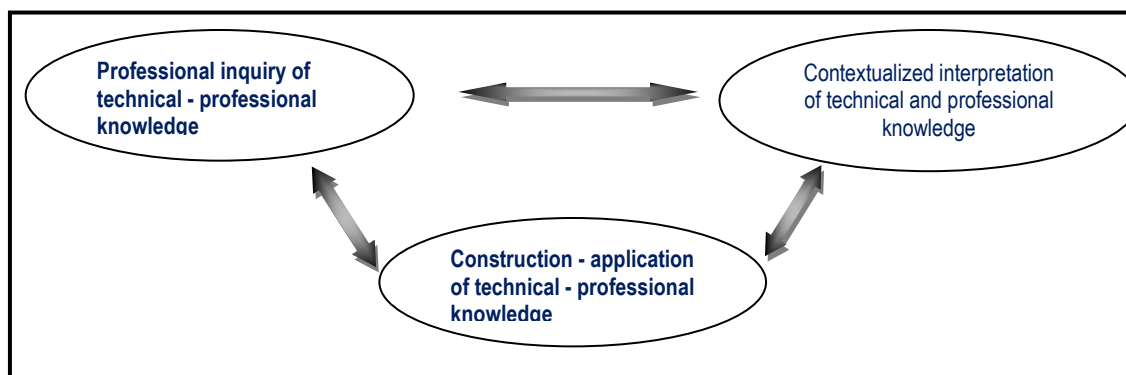 Professional inquiry of
technical - professional
knowledge
Contextualized interpretation
of technical and professional
knowledge
Construction - application
of technical - professional
knowledge